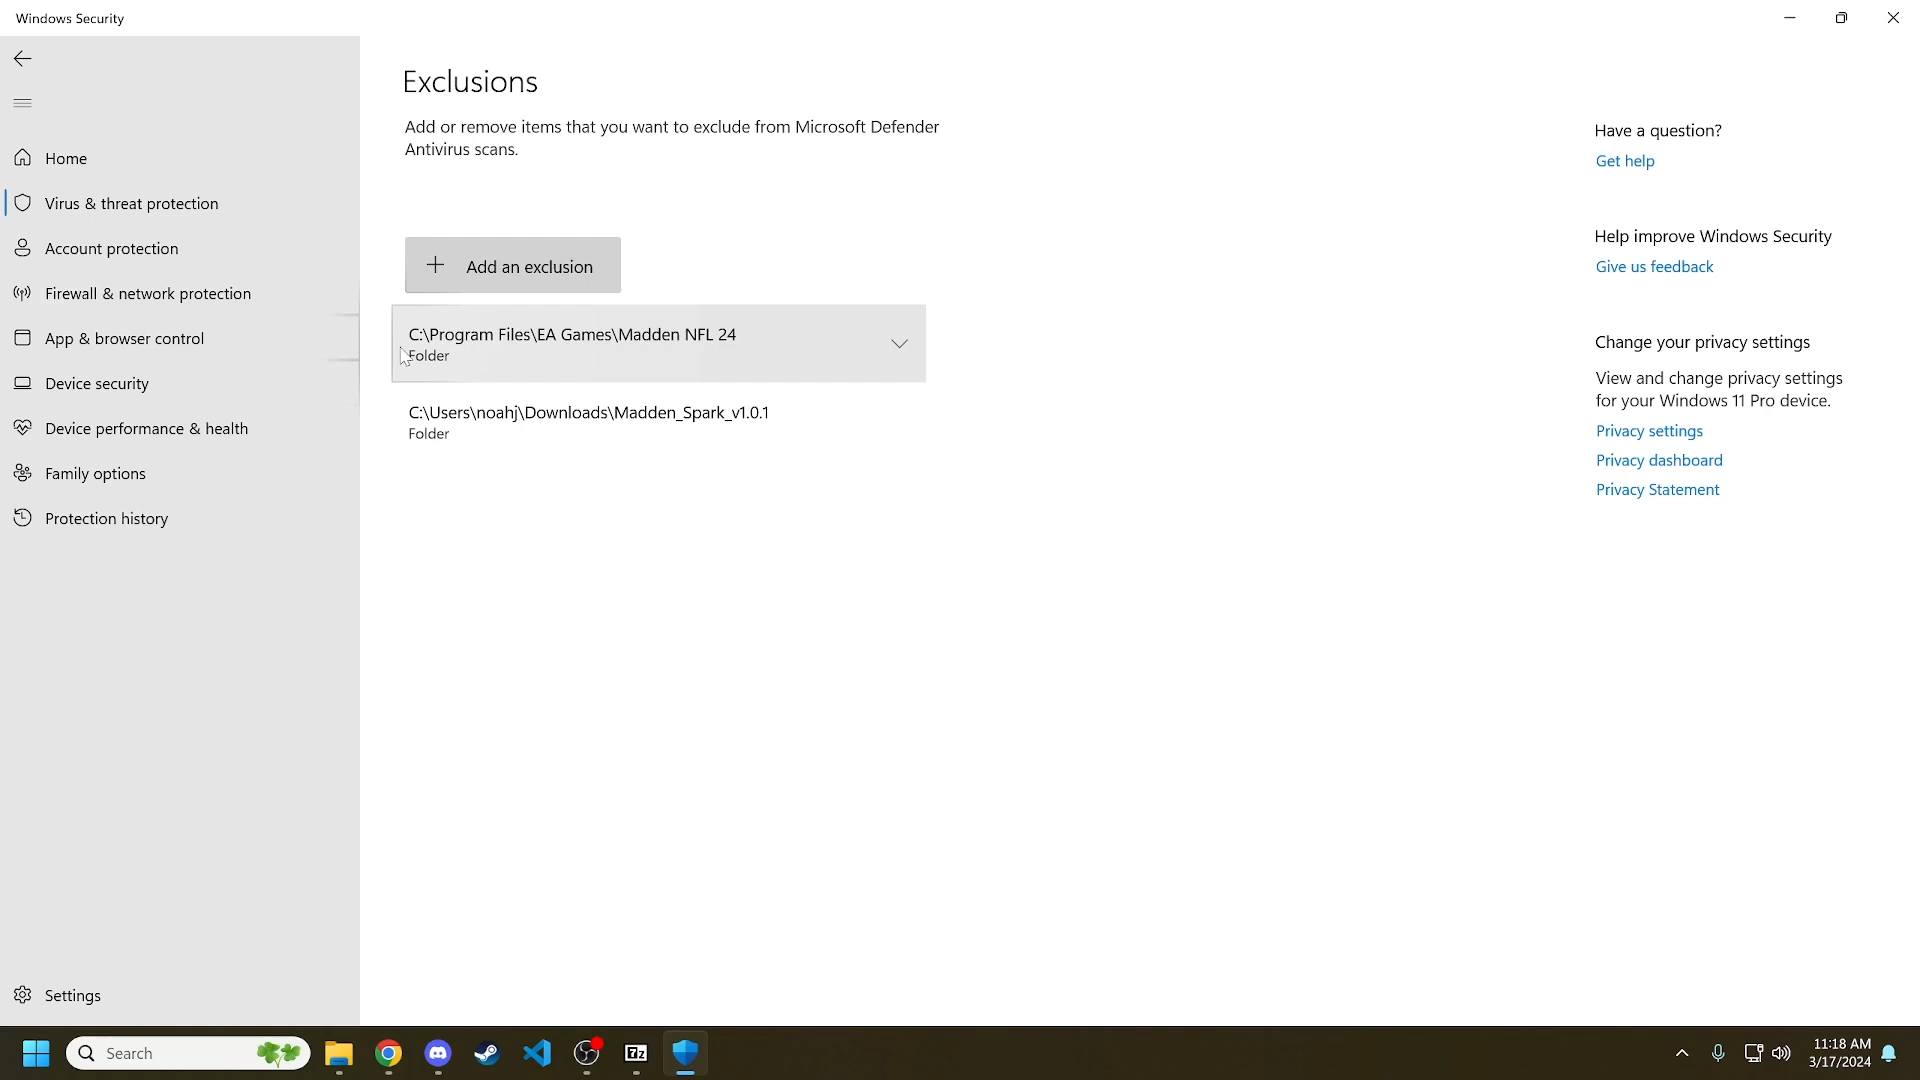 Windows Security
Home
Virus & threat protection
Account protection
Firewall & network protection
App & browser control
Device security
Device performance & health
Family options
Protection history
Settings
Exclusions
Add or remove items that you want to exclude from Microsoft Defender
Antivirus scans.
Add an exclusion
C:\Program Files\EA Games\Madden NFL 24
Folder
C:\Users\noahj\Downloads\Madden_Spark_v1.0.1
Folder
Have a question?
Get help
Help improve Windows Security
Give us feedback
Change your privacy settings
View and change privacy settings
for your Windows 11 Pro device.
Privacy settings
Privacy dashboard
Privacy Statement
Search
7z
11:18 AM
3/17/2024